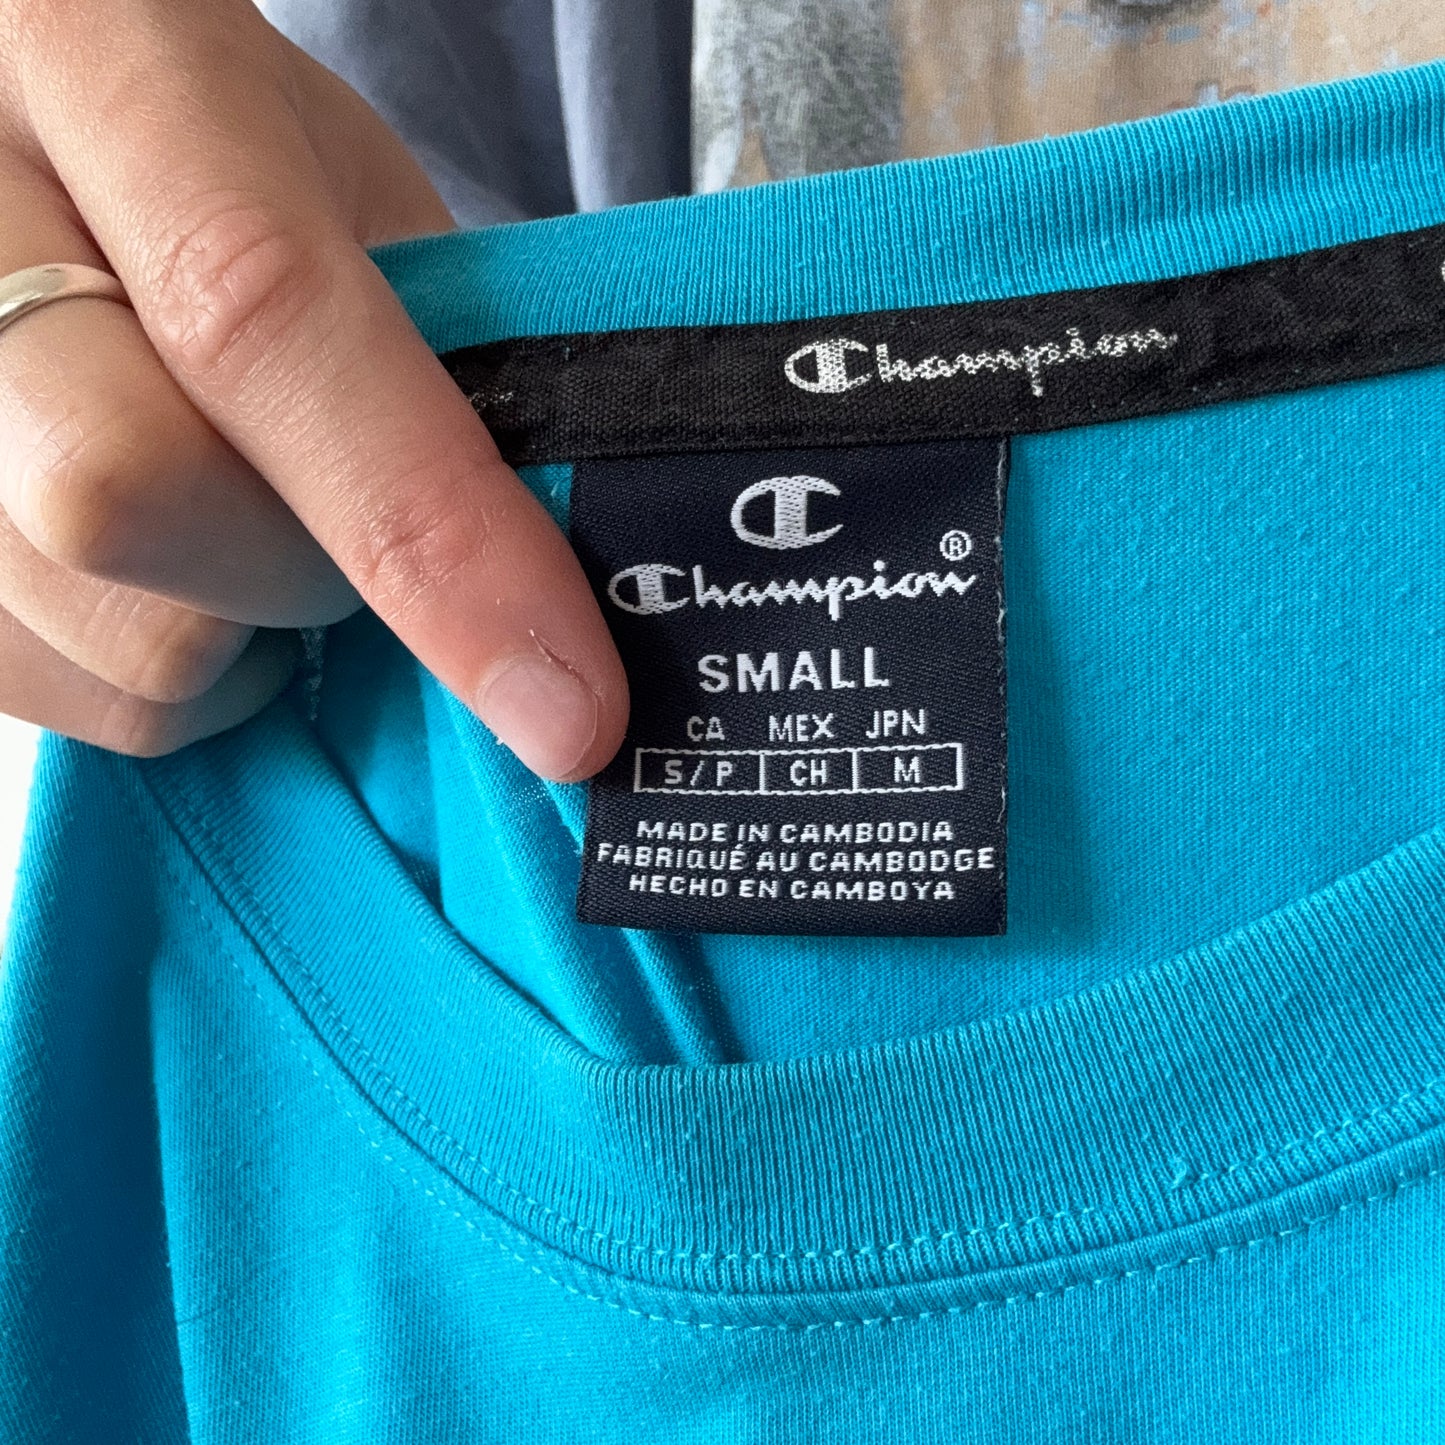 Champion
Champion®
SMALL
CA MEX JPN
S/P CH M
MADE IN CAMBODIA
FABRIQUÉ AU CAMBODGE
HECHO EN CAMBOYA